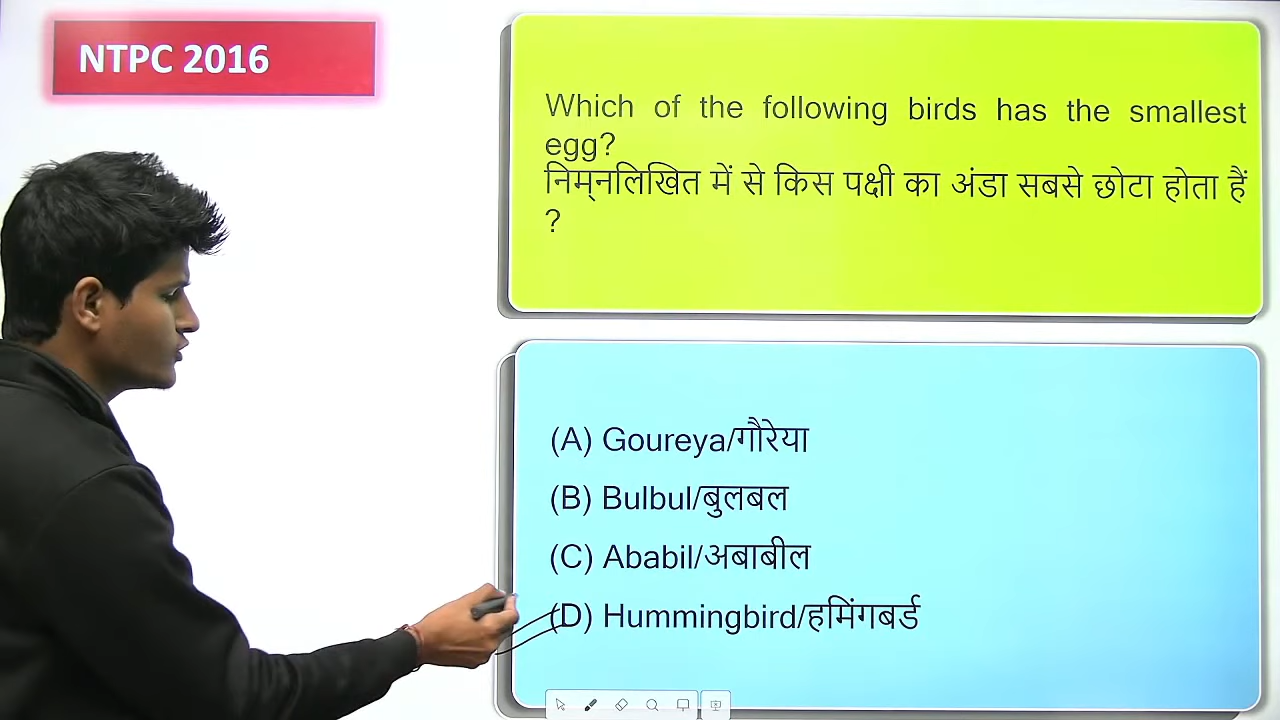 NTPC 2016
Which of the following birds has the smallest
egg?
निम्नलिखित में से किस पक्षी का अंडा सबसे छोटा होता हैं
?
(A) Goureya/गौरेया
(B) Bulbul/बुलबल
(C) Ababil/अबाबील
(D) Hummingbird/हमिंगबर्ड